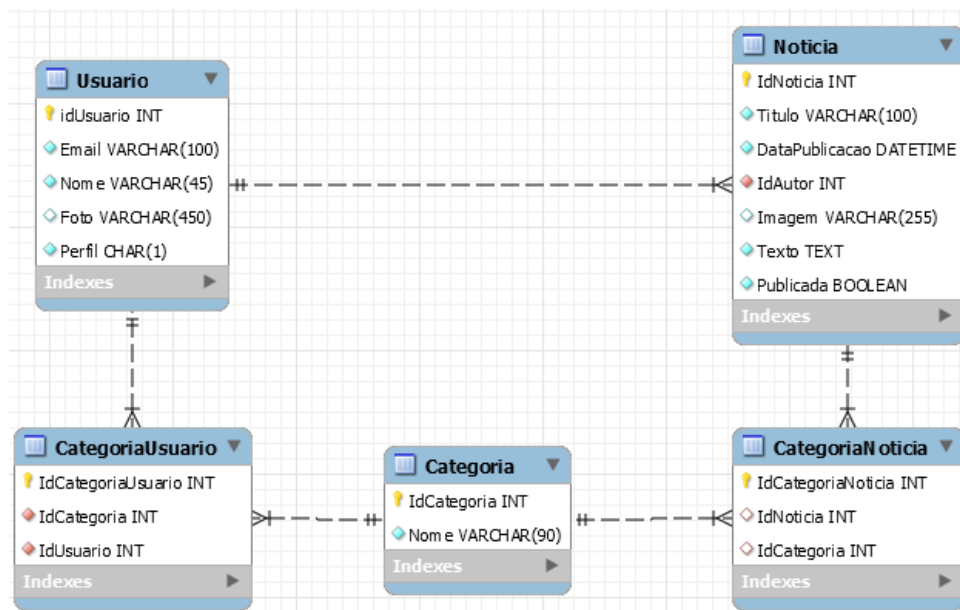 Usuario
idUsuario INT
Email VARCHAR(100)
Nome VARCHAR(45)
Foto VARCHAR(450)
Perfil CHAR(1)
Indexes
Noticia
IdNoticia INT
Titulo VARCHAR(100)
DataPublicacao DATETIME
IdAutor INT
Imagem VARCHAR(255)
Texto TEXT
Publicada BOOLEAN
Indexes
CategoriaUsuario
IdCategoriaUsuario INT
IdCategoria INT
IdUsuario INT
Indexes
Categoria
IdCategoria INT
Nome VARCHAR(90)
Indexes
CategoriaNoticia
IdCategoriaNoticia INT
IdNoticia INT
IdCategoria INT
Indexes